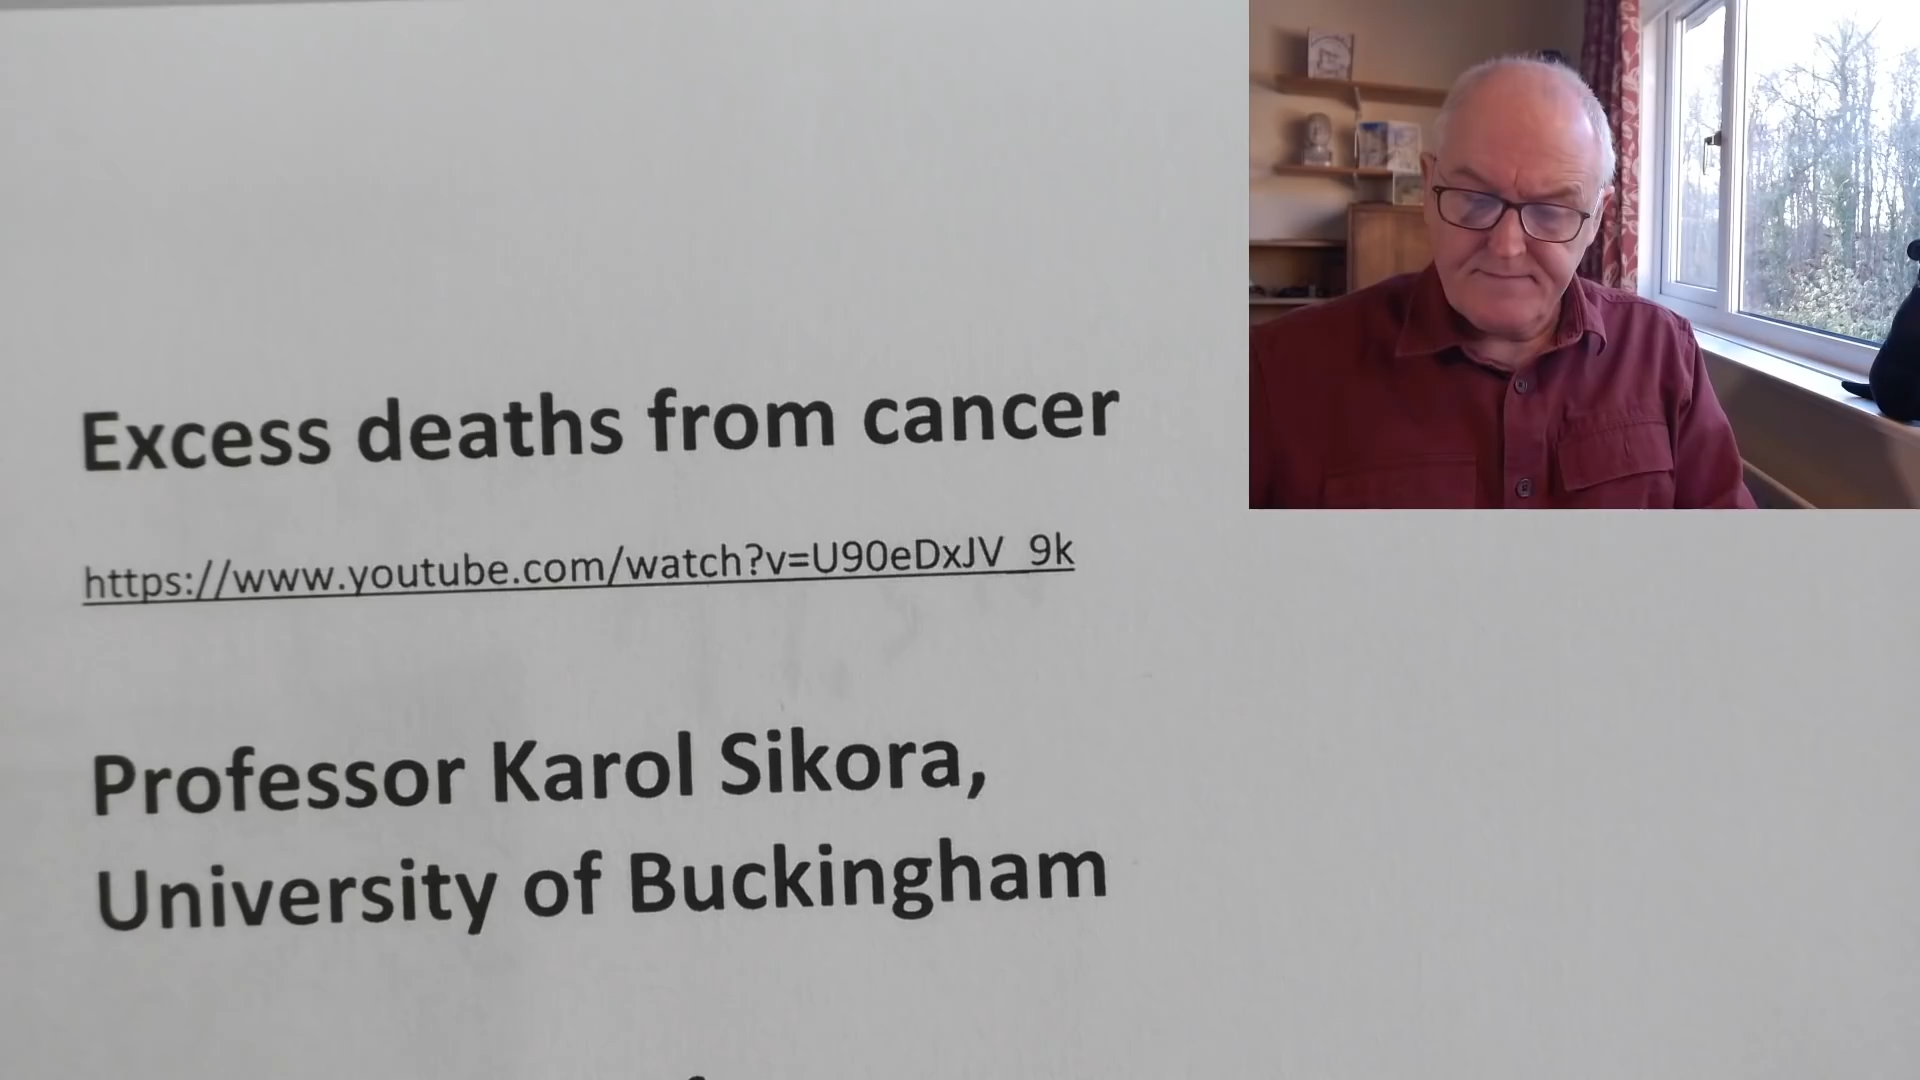 Excess deaths from cancer
https://www.youtube.com/watch?v=U90eDxJV_9k
Professor Karol Sikora,
University of Buckingham